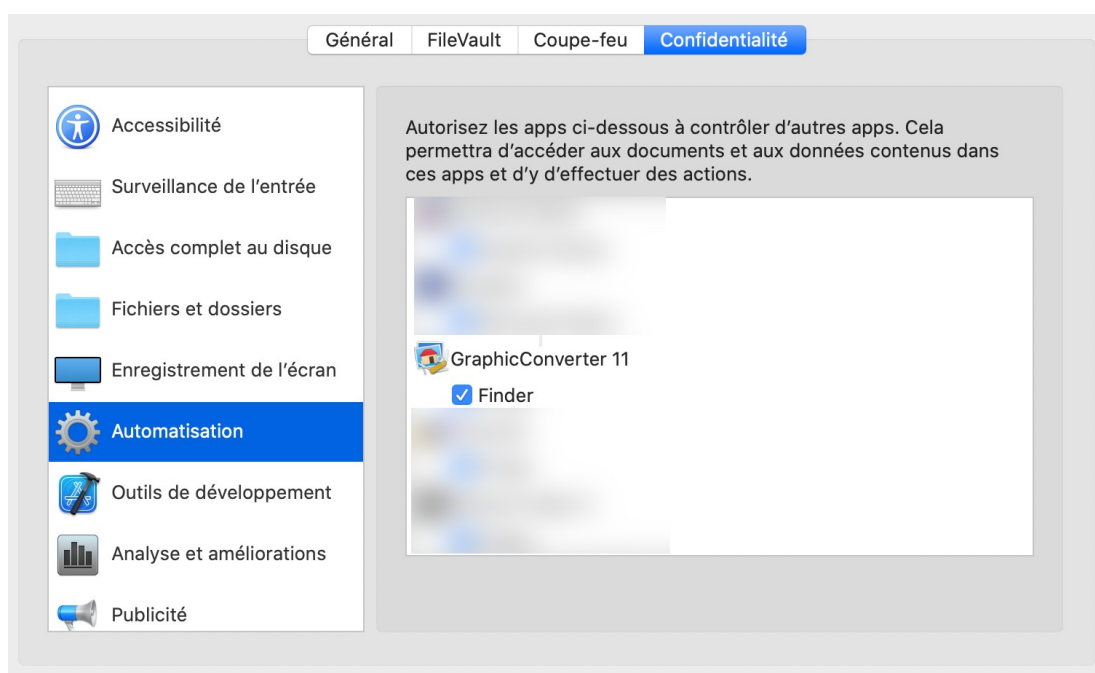 Général FileVault Coupe-feu Confidentialité
Accessibilité
Surveillance de l’entrée
Accès complet au disque
Fichiers et dossiers
Enregistrement de l’écran
Automatisation
Outils de développement
Analyse et améliorations
Publicité
Autorisez les apps ci-dessous à contrôler d’autres apps. Cela
permettra d’accéder aux documents et aux données contenus dans
ces apps et d’y d’effectuer des actions.
GraphicConverter 11
Finder